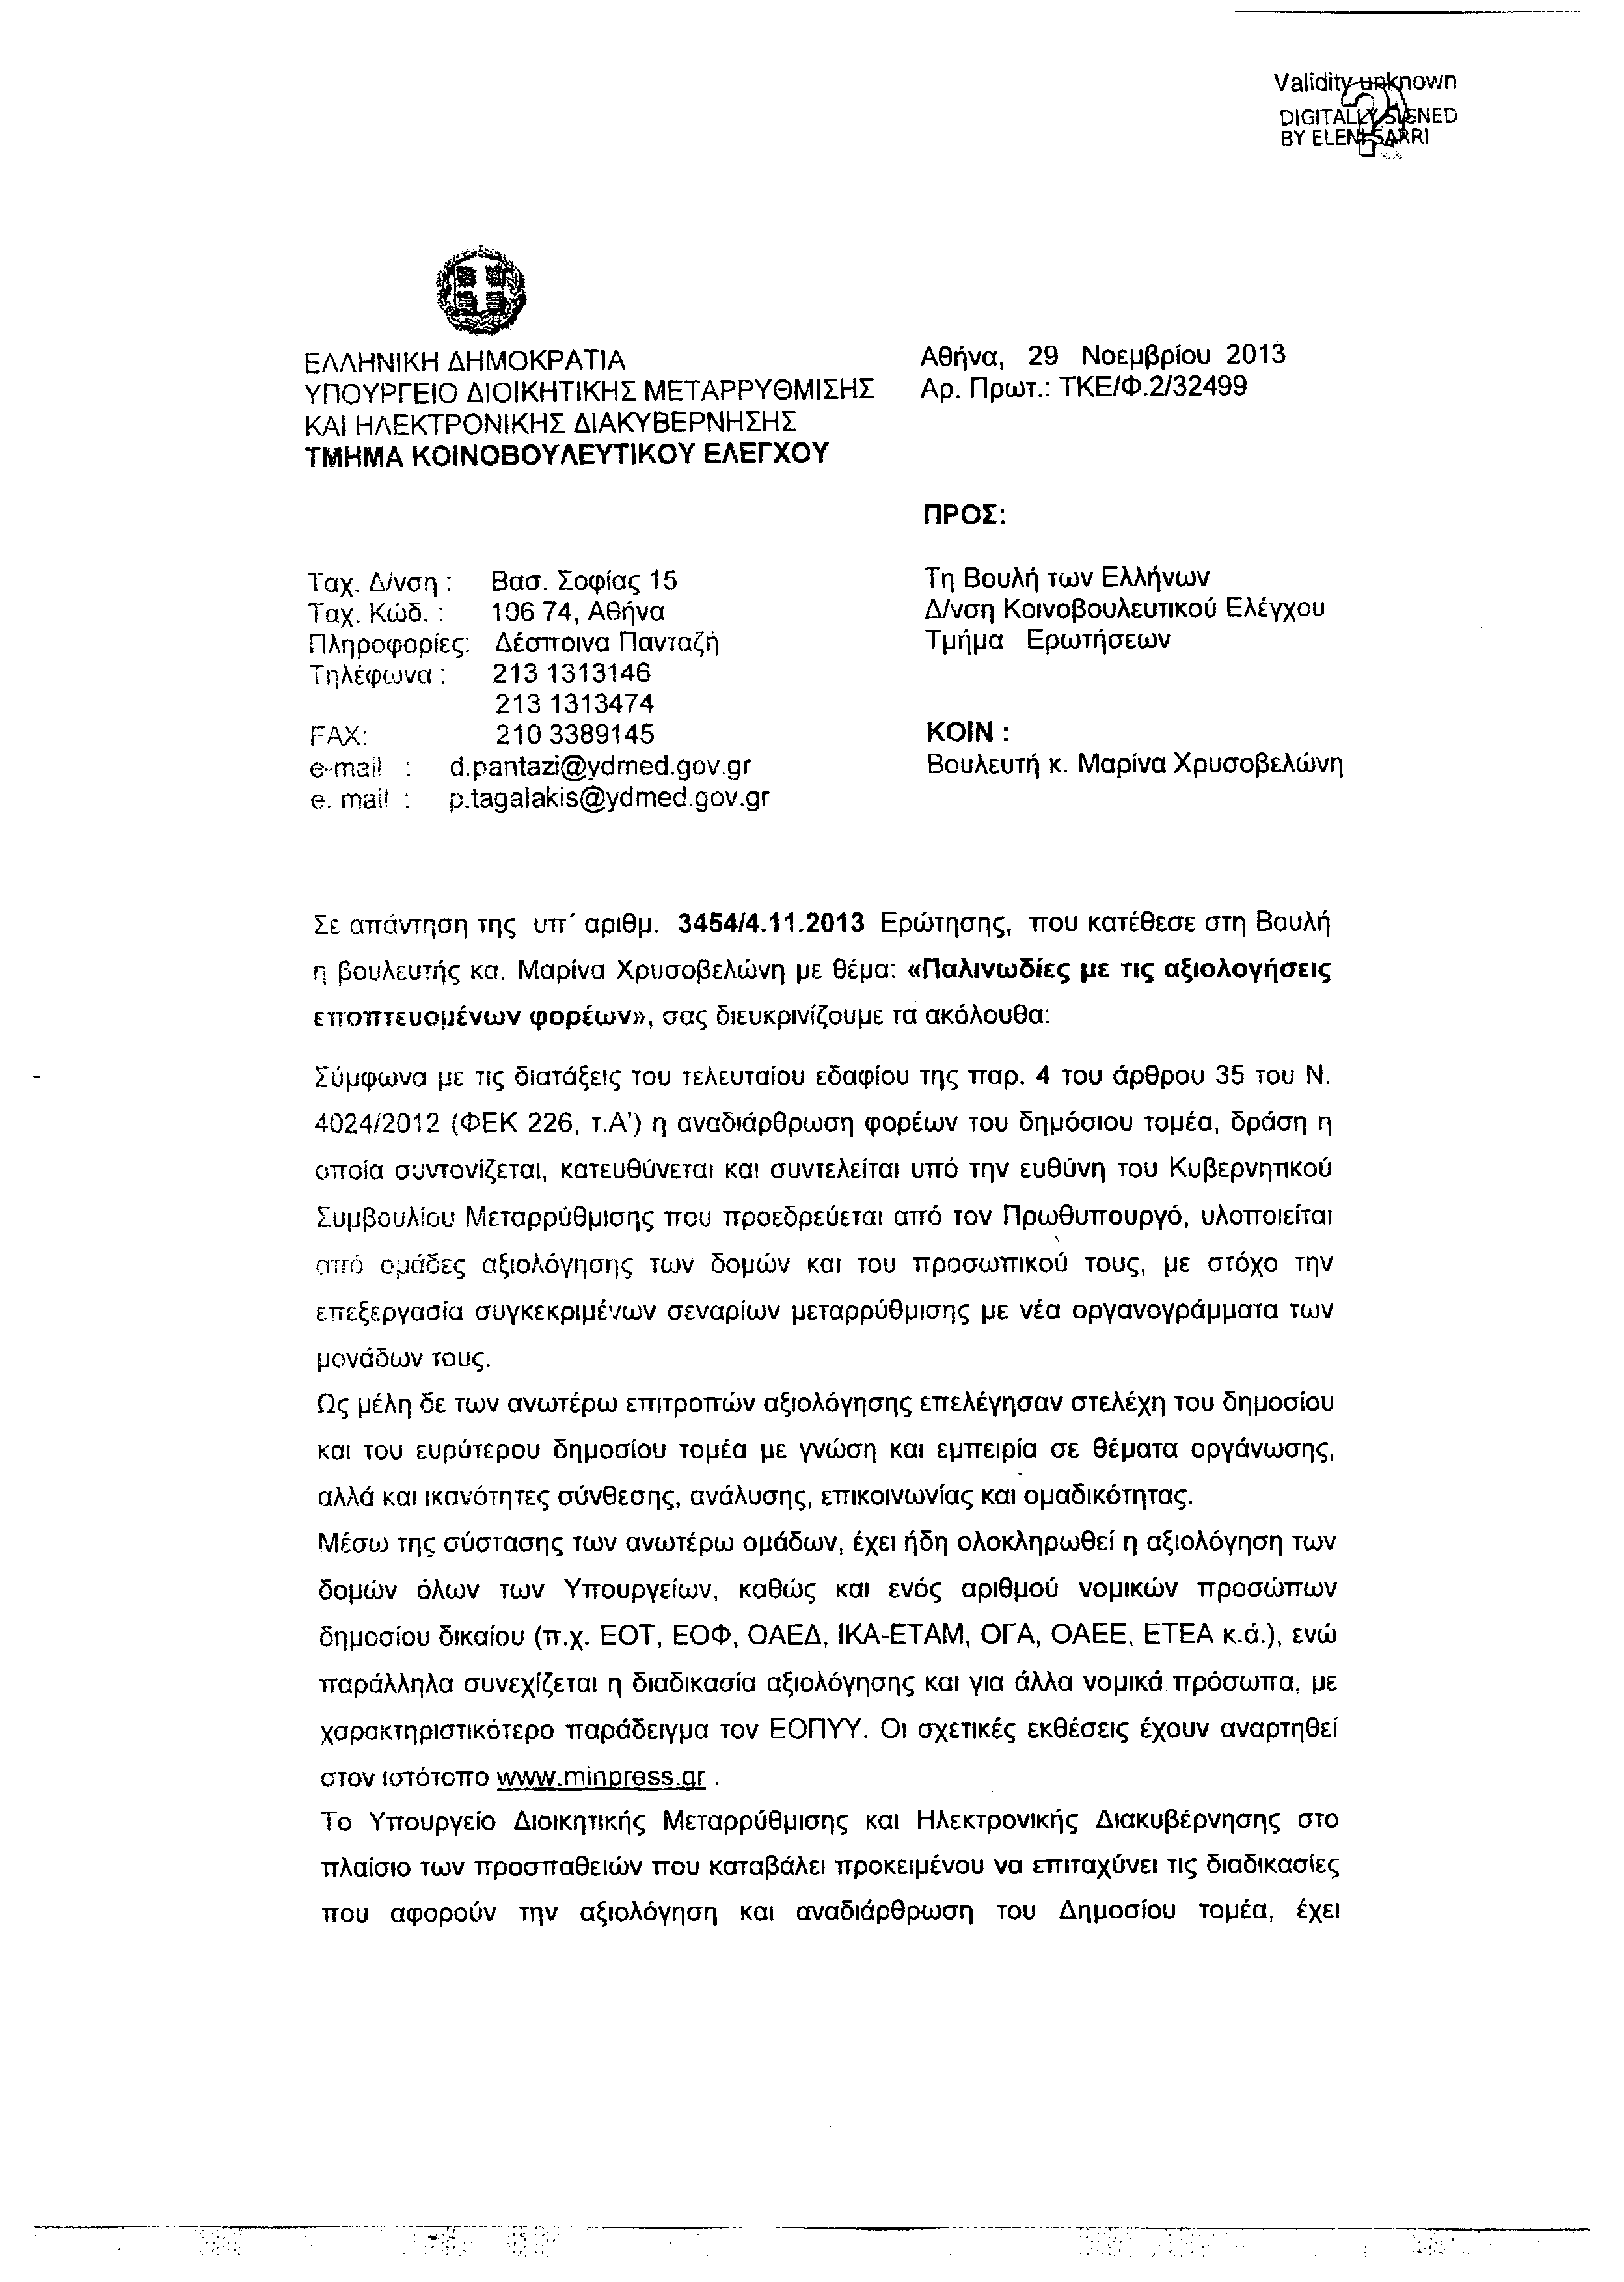 Validity unknown
DIGITALLY SIGNED
BY ELENI SARRI
ΕΛΛΗΝΙΚΗ ΔΗΜΟΚΡΑΤΙΑ
ΥΠΟΥΡΓΕΙΟ ΔΙΟΙΚΗΤΙΚΗΣ ΜΕΤΑΡΡΥΘΜΙΣΗΣ
ΚΑΙ ΗΛΕΚΤΡΟΝΙΚΗΣ ΔΙΑΚΥΒΕΡΝΗΣΗΣ
ΤΜΗΜΑ ΚΟΙΝΟΒΟΥΛΕΥΤΙΚΟΥ ΕΛΕΓΧΟΥ
Αθήνα, 29 Νοεμβρίου 2013
Αρ. Πρωτ.: ΤΚΕ/Φ.2/32499
Ταχ. Δ/νση : Βασ. Σοφίας 15
Ταχ. Κώδ. : 106 74, Αθήνα
Πληροφορίες: Δέσποινα Πανταζή
Τηλέφωνα : 213 1313146
213 1313474
FAX: 210 3389145
e-mail : d.pantazi@ydmed.gov.gr
e. mail : p.tagalakis@ydmed.gov.gr
ΠΡΟΣ:
Τη Βουλή των Ελλήνων
Δ/νση Κοινοβουλευτικού Ελέγχου
Τμήμα Ερωτήσεων
ΚΟΙΝ :
Βουλευτή κ. Μαρίνα Χρυσοβελώνη
Σε απάντηση της υπ΄ αριθμ. 3454/4.11.2013 Ερώτησης, που κατέθεσε στη Βουλή
η βουλευτής κα. Μαρίνα Χρυσοβελώνη με θέμα: «Παλινωδίες με τις αξιολογήσεις
εποπτευομένων φορέων», σας διευκρινίζουμε τα ακόλουθα:
Σύμφωνα με τις διατάξεις του τελευταίου εδαφίου της παρ. 4 του άρθρου 35 του Ν.
4024/2012 (ΦΕΚ 226, τ.Α’) η αναδιάρθρωση φορέων του δημόσιου τομέα, δράση η
οποία συντονίζεται, κατευθύνεται και συντελείται υπό την ευθύνη του Κυβερνητικού
Συμβουλίου Μεταρρύθμισης που προεδρεύεται από τον Πρωθυπουργό, υλοποιείται
από ομάδες αξιολόγησης των δομών και του προσωπικού τους, με στόχο την
επεξεργασία συγκεκριμένων σεναρίων μεταρρύθμισης με νέα οργανογράμματα των
μονάδων τους.
Ως μέλη δε των ανωτέρω επιτροπών αξιολόγησης επελέγησαν στελέχη του δημοσίου
και του ευρύτερου δημοσίου τομέα με γνώση και εμπειρία σε θέματα οργάνωσης,
αλλά και ικανότητες σύνθεσης, ανάλυσης, επικοινωνίας και ομαδικότητας.
Μέσω της σύστασης των ανωτέρω ομάδων, έχει ήδη ολοκληρωθεί η αξιολόγηση των
δομών όλων των Υπουργείων, καθώς και ενός αριθμού νομικών προσώπων
δημοσίου δικαίου (π.χ. ΕΟΤ, ΕΟΦ, ΟΑΕΔ, ΙΚΑ-ΕΤΑΜ, ΟΓΑ, ΟΑΕΕ, ΕΤΕΑ κ.ά.), ενώ
παράλληλα συνεχίζεται η διαδικασία αξιολόγησης και για άλλα νομικά πρόσωπα, με
χαρακτηριστικότερο παράδειγμα τον ΕΟΠΥΥ. Οι σχετικές εκθέσεις έχουν αναρτηθεί
στον ιστότοπο www.minpress.gr .
Το Υπουργείο Διοικητικής Μεταρρύθμισης και Ηλεκτρονικής Διακυβέρνησης στο
πλαίσιο των προσπαθειών που καταβάλει προκειμένου να επιταχύνει τις διαδικασίες
που αφορούν την αξιολόγηση και αναδιάρθρωση του Δημοσίου τομέα, έχει